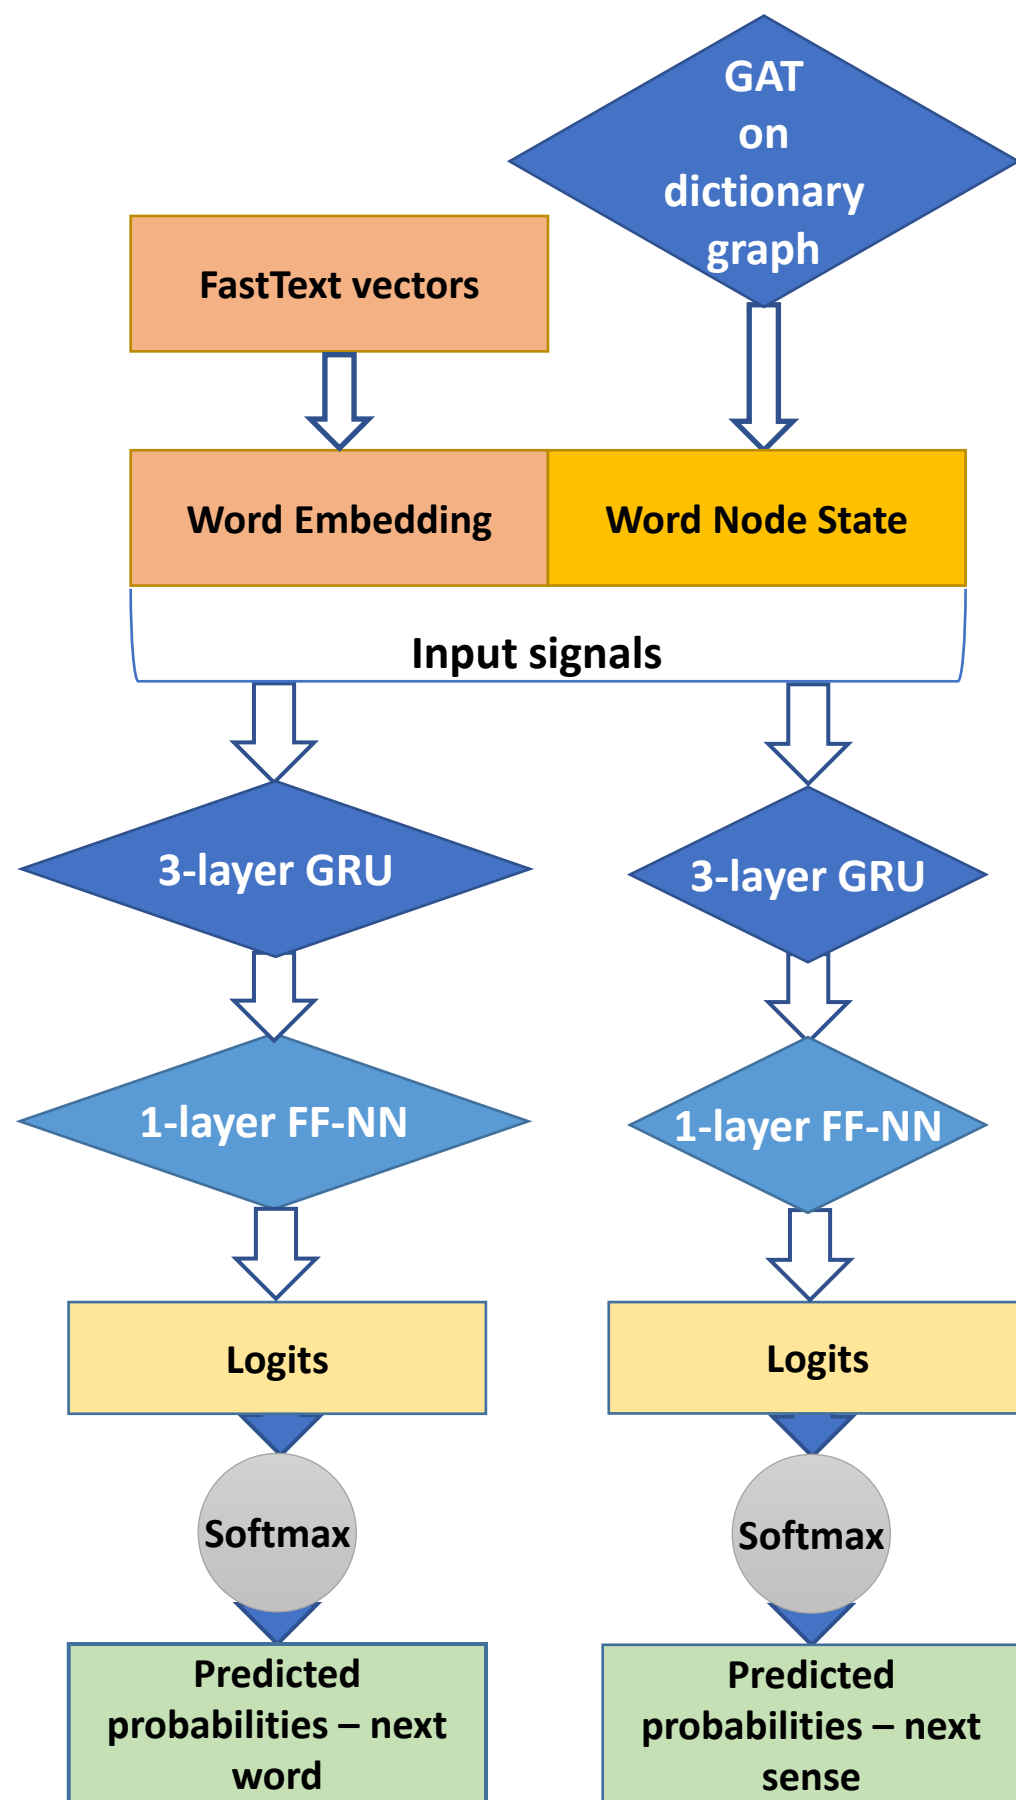 GAT
on
dictionary
graph
FastText vectors
Word Embedding
Word Node State
Input signals
3-layer GRU
3-layer GRU
1-layer FF-NN
1-layer FF-NN
Logits
Logits
Softmax
Softmax
Predicted
probabilities – next
word
Predicted
probabilities – next
sense